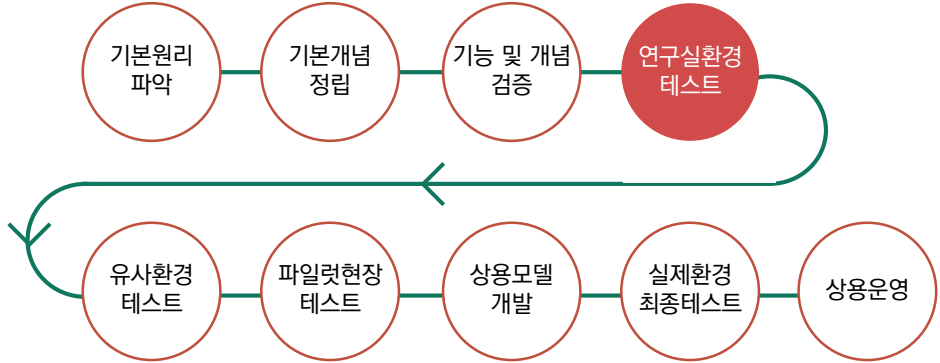 기본원리
파악
기본개념
정립
기능 및 개념
검증
연구실환경
테스트
유사환경
테스트
파일럿현장
테스트
상용모델
개발
실제환경
최종테스트
상용운영